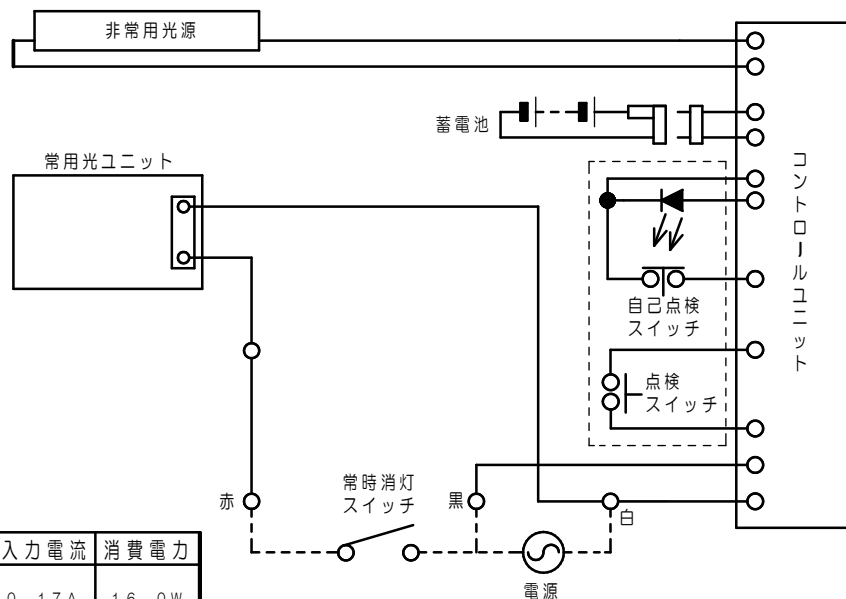 非常用光源
蓄電池
常用光ユニット
コントロールユニット
自己点検
スイッチ
点検
スイッチ
常時消灯
スイッチ
赤
黒
白
電源
入力電流 消費電力